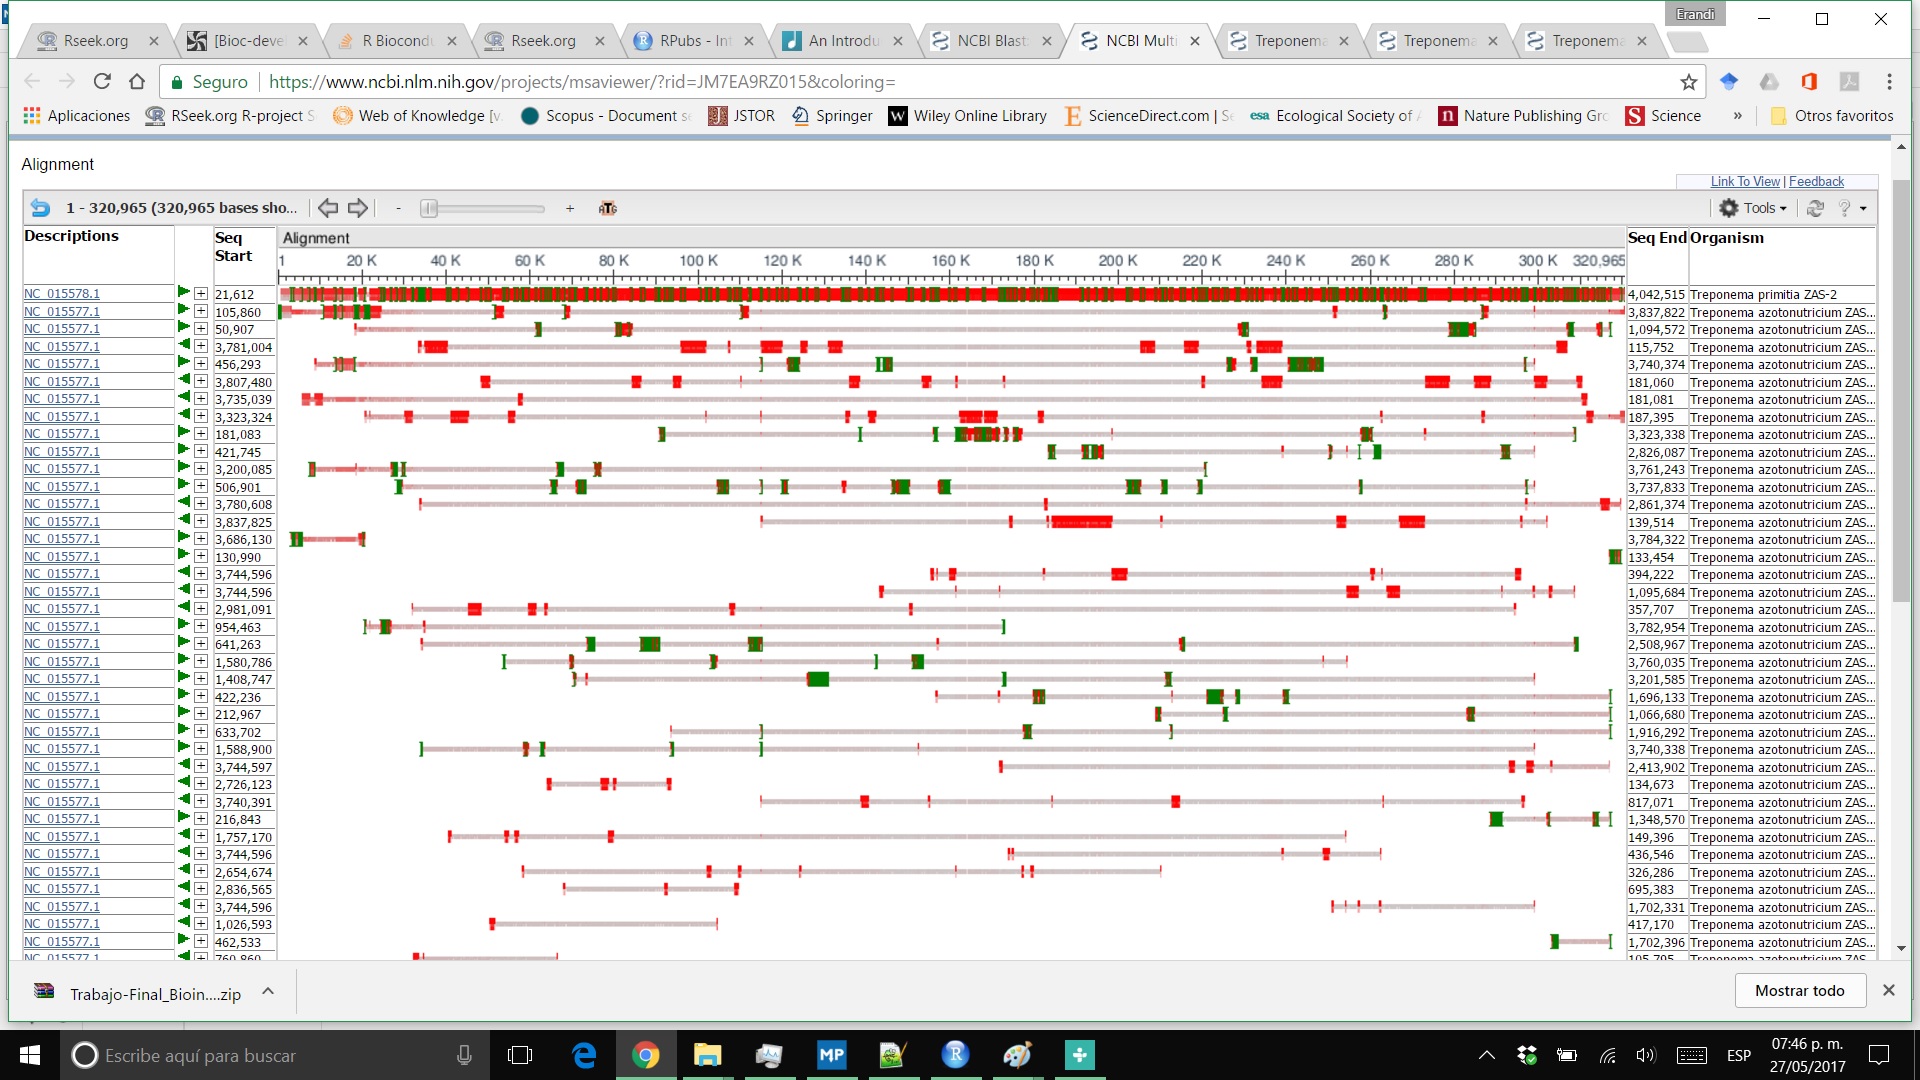 Erandi
Rseek.org
[Bioc-deve
R Biocondu
Rseek.org
RPubs - Int
An Introdu
NCBI Blast:
NCBI Multi
Treponema
Treponema
Treponema
Seguro https://www.ncbi.nlm.nih.gov/projects/msaviewer/?rid=JM7EA9RZ015&coloring=
Aplicaciones RSeek.org R-project S Web of Knowledge [v. Scopus - Document se JSTOR Springer Wiley Online Library ScienceDirect.com | S Ecological Society of A Nature Publishing Gro Science » Otros favoritos
Alignment
Link To View | Feedback
1 - 320,965 (320,965 bases sho... - + ATG Tools ?
Descriptions Seq Start Alignment Seq End Organism
1 20 K 40 K 60 K 80 K 100 K 120 K 140 K 160 K 180 K 200 K 220 K 240 K 260 K 280 K 300 K 320,965
NC_015578.1 21,612 4,042,515 Treponema primitia ZAS-2
NC_015577.1 105,860 3,837,822 Treponema azotonutricium ZAS...
NC_015577.1 50,907 1,094,572 Treponema azotonutricium ZAS...
NC_015577.1 3,781,004 115,752 Treponema azotonutricium ZAS...
NC_015577.1 456,293 3,740,374 Treponema azotonutricium ZAS...
NC_015577.1 3,807,480 181,060 Treponema azotonutricium ZAS...
NC_015577.1 3,735,039 181,081 Treponema azotonutricium ZAS...
NC_015577.1 3,323,324 187,395 Treponema azotonutricium ZAS...
NC_015577.1 181,083 3,323,338 Treponema azotonutricium ZAS...
NC_015577.1 421,745 2,826,087 Treponema azotonutricium ZAS...
NC_015577.1 3,200,085 3,761,243 Treponema azotonutricium ZAS...
NC_015577.1 506,901 3,737,833 Treponema azotonutricium ZAS...
NC_015577.1 3,780,608 2,861,374 Treponema azotonutricium ZAS...
NC_015577.1 3,837,825 139,514 Treponema azotonutricium ZAS...
NC_015577.1 3,686,130 3,784,322 Treponema azotonutricium ZAS...
NC_015577.1 130,990 133,454 Treponema azotonutricium ZAS...
NC_015577.1 3,744,596 394,222 Treponema azotonutricium ZAS...
NC_015577.1 3,744,596 1,095,684 Treponema azotonutricium ZAS...
NC_015577.1 2,981,091 357,707 Treponema azotonutricium ZAS...
NC_015577.1 954,463 3,782,954 Treponema azotonutricium ZAS...
NC_015577.1 641,263 2,508,967 Treponema azotonutricium ZAS...
NC_015577.1 1,580,786 3,760,035 Treponema azotonutricium ZAS...
NC_015577.1 1,408,747 3,201,585 Treponema azotonutricium ZAS...
NC_015577.1 422,236 1,696,133 Treponema azotonutricium ZAS...
NC_015577.1 212,967 1,066,680 Treponema azotonutricium ZAS...
NC_015577.1 633,702 1,916,292 Treponema azotonutricium ZAS...
NC_015577.1 1,588,900 3,740,338 Treponema azotonutricium ZAS...
NC_015577.1 3,744,597 2,413,902 Treponema azotonutricium ZAS...
NC_015577.1 2,726,123 134,673 Treponema azotonutricium ZAS...
NC_015577.1 3,740,391 817,071 Treponema azotonutricium ZAS...
NC_015577.1 216,843 1,348,570 Treponema azotonutricium ZAS...
NC_015577.1 1,757,170 149,396 Treponema azotonutricium ZAS...
NC_015577.1 3,744,596 436,546 Treponema azotonutricium ZAS...
NC_015577.1 2,654,674 326,286 Treponema azotonutricium ZAS...
NC_015577.1 2,836,565 695,383 Treponema azotonutricium ZAS...
NC_015577.1 3,744,596 1,702,331 Treponema azotonutricium ZAS...
NC_015577.1 1,026,593 417,170 Treponema azotonutricium ZAS...
NC_015577.1 462,533 1,702,396 Treponema azotonutricium ZAS...
NC_015577.1 760,860 105,795 Treponema azotonutricium ZAS...
Trabajo-Final_Bioin....zip Mostrar todo
Escribe aquí para buscar MP ESP 07:46 p. m.
27/05/2017